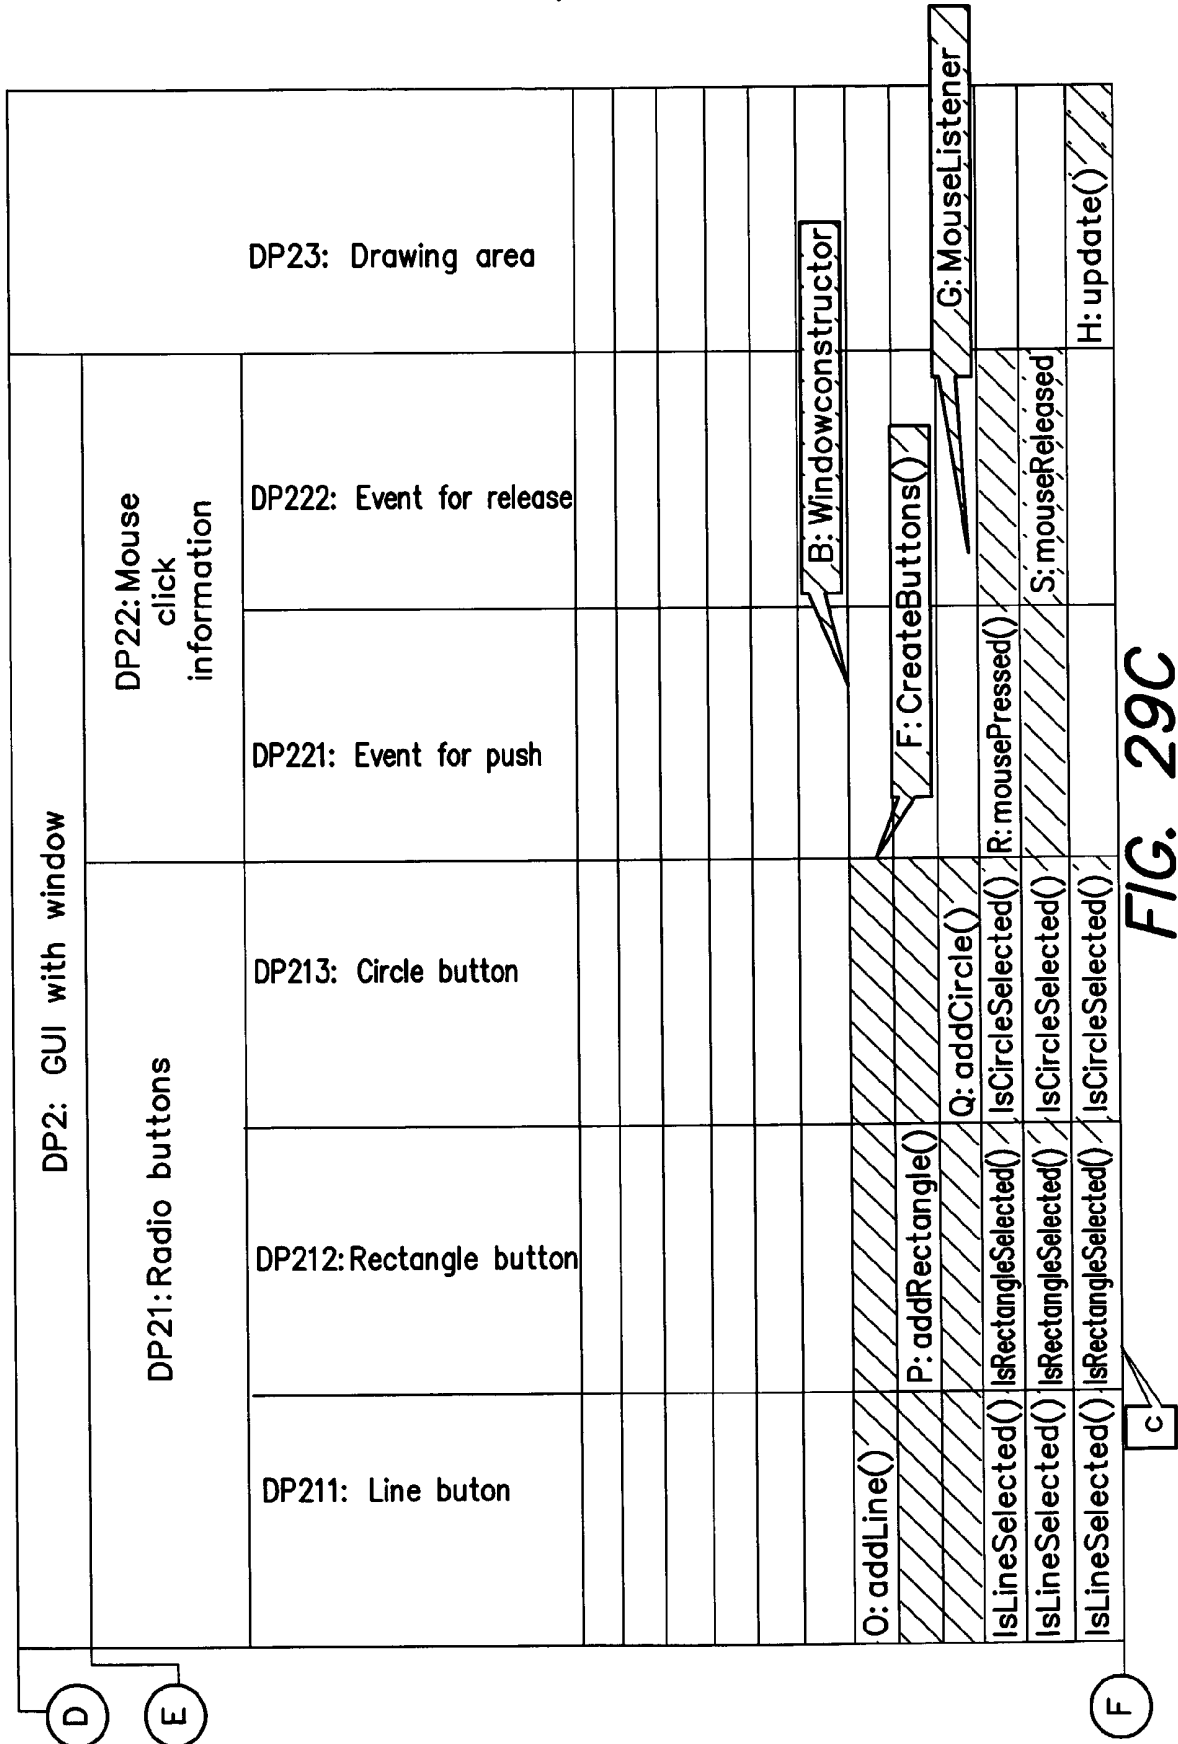 DP2: GUI with window
DP21: Radio buttons
DP22: Mouse
click
information
DP211: Line buton
DP212: Rectangle button
DP213: Circle button
DP221: Event for push
DP222: Event for release
DP23: Drawing area
B: Windowconstructor
O: addLine()
F: CreateButtons()
P: addRectangle()
G: MouseListener
Q: addCircle()
IsLineSelected() IsRectangleSelected() IsCircleSelected() R: mousePressed()
IsLineSelected() IsRectangleSelected() IsCircleSelected() S: mouseReleased
IsLineSelected() IsRectangleSelected() IsCircleSelected() H: update()
D
E
F
C
FIG. 29C